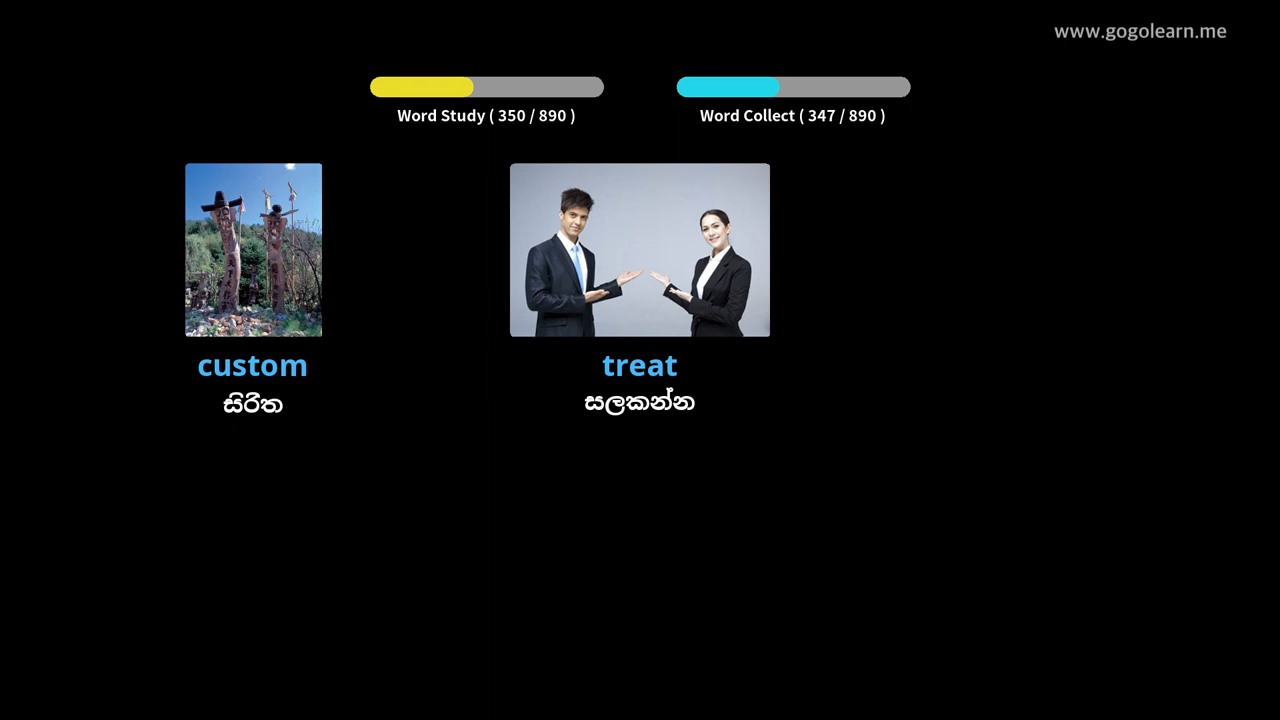 www.gogolearn.me
Word Study ( 350 / 890 )
Word Collect ( 347 / 890 )
custom
සිරිත
treat
සලකන්න